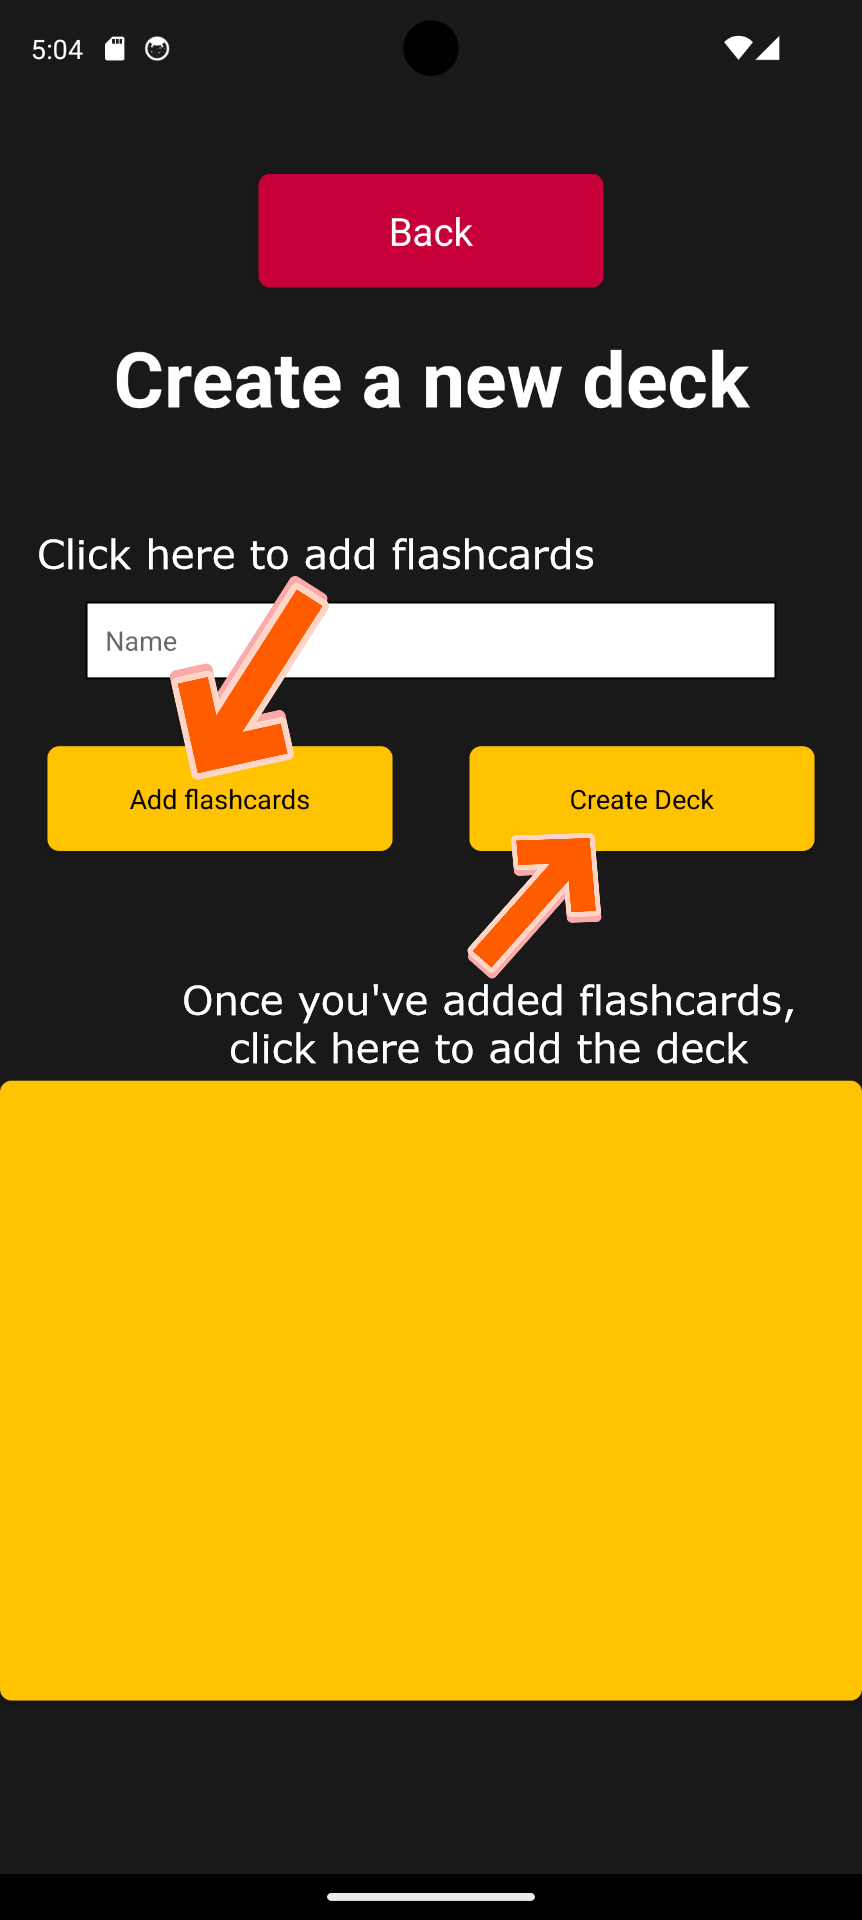 5:04
Back
Create a new deck
Click here to add flashcards
Name
Add flashcards
Create Deck
Once you've added flashcards,
click here to add the deck